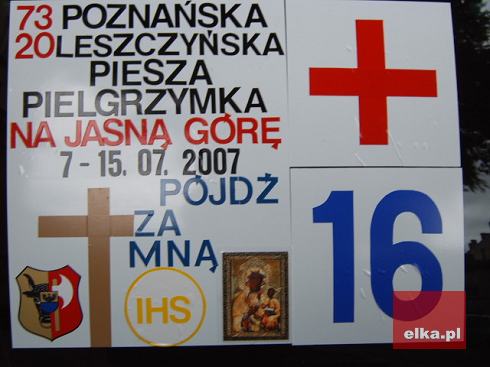 73 POZNAŃSKA
20 LESZCZYŃSKA
PIESZA
PIELGRZYMKA
NA JASNĄ GÓRĘ
7 - 15. 07. 2007
PÓJDŹ
ZA
MNĄ
IHS
16
elka.pl